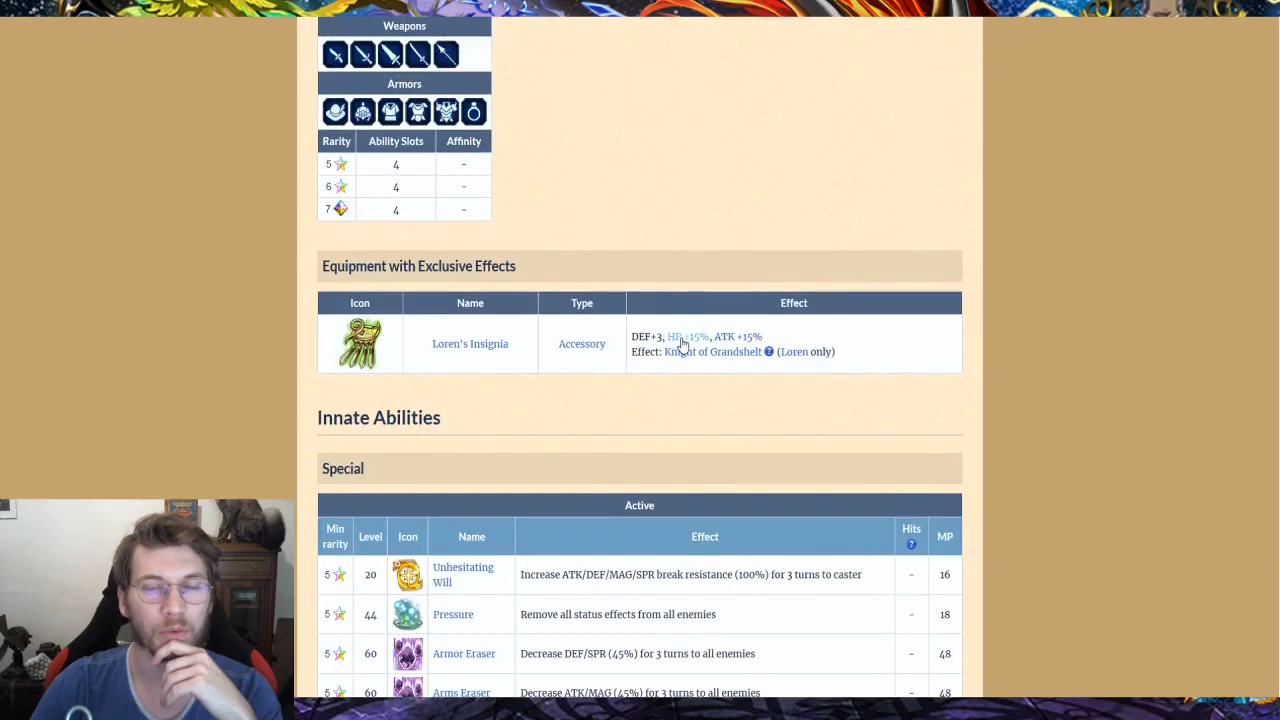 Weapons
Armors
Rarity Ability Slots Affinity
5 4 -
6 4 -
7 4 -
Equipment with Exclusive Effects
Icon Name Type Effect
Loren's Insignia Accessory DEF+3, HP +15%, ATK +15%
Effect: Knight of Grandshelt ? (Loren only)
Innate Abilities
Special
Active
Min rarity Level Icon Name Effect Hits ? MP
5 20 Unhesitating Will Increase ATK/DEF/MAG/SPR break resistance (100%) for 3 turns to caster - 16
5 44 Pressure Remove all status effects from all enemies - 18
5 60 Armor Eraser Decrease DEF/SPR (45%) for 3 turns to all enemies - 48
5 60 Arms Eraser Decrease ATK/MAG (45%) for 3 turns to all enemies - 48